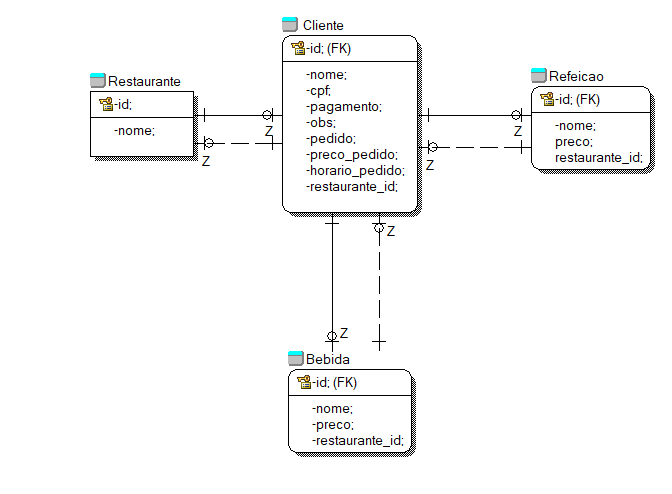 Cliente
-id; (FK)
-nome;
-cpf;
-pagamento;
-obs;
-pedido;
-preco_pedido;
-horario_pedido;
-restaurante_id;
Restaurante
-id;
-nome;
Z
Z
Refeicao
-id; (FK)
-nome;
preco;
restaurante_id;
Z
Z
Z
Z
Bebida
-id; (FK)
-nome;
-preco;
-restaurante_id;